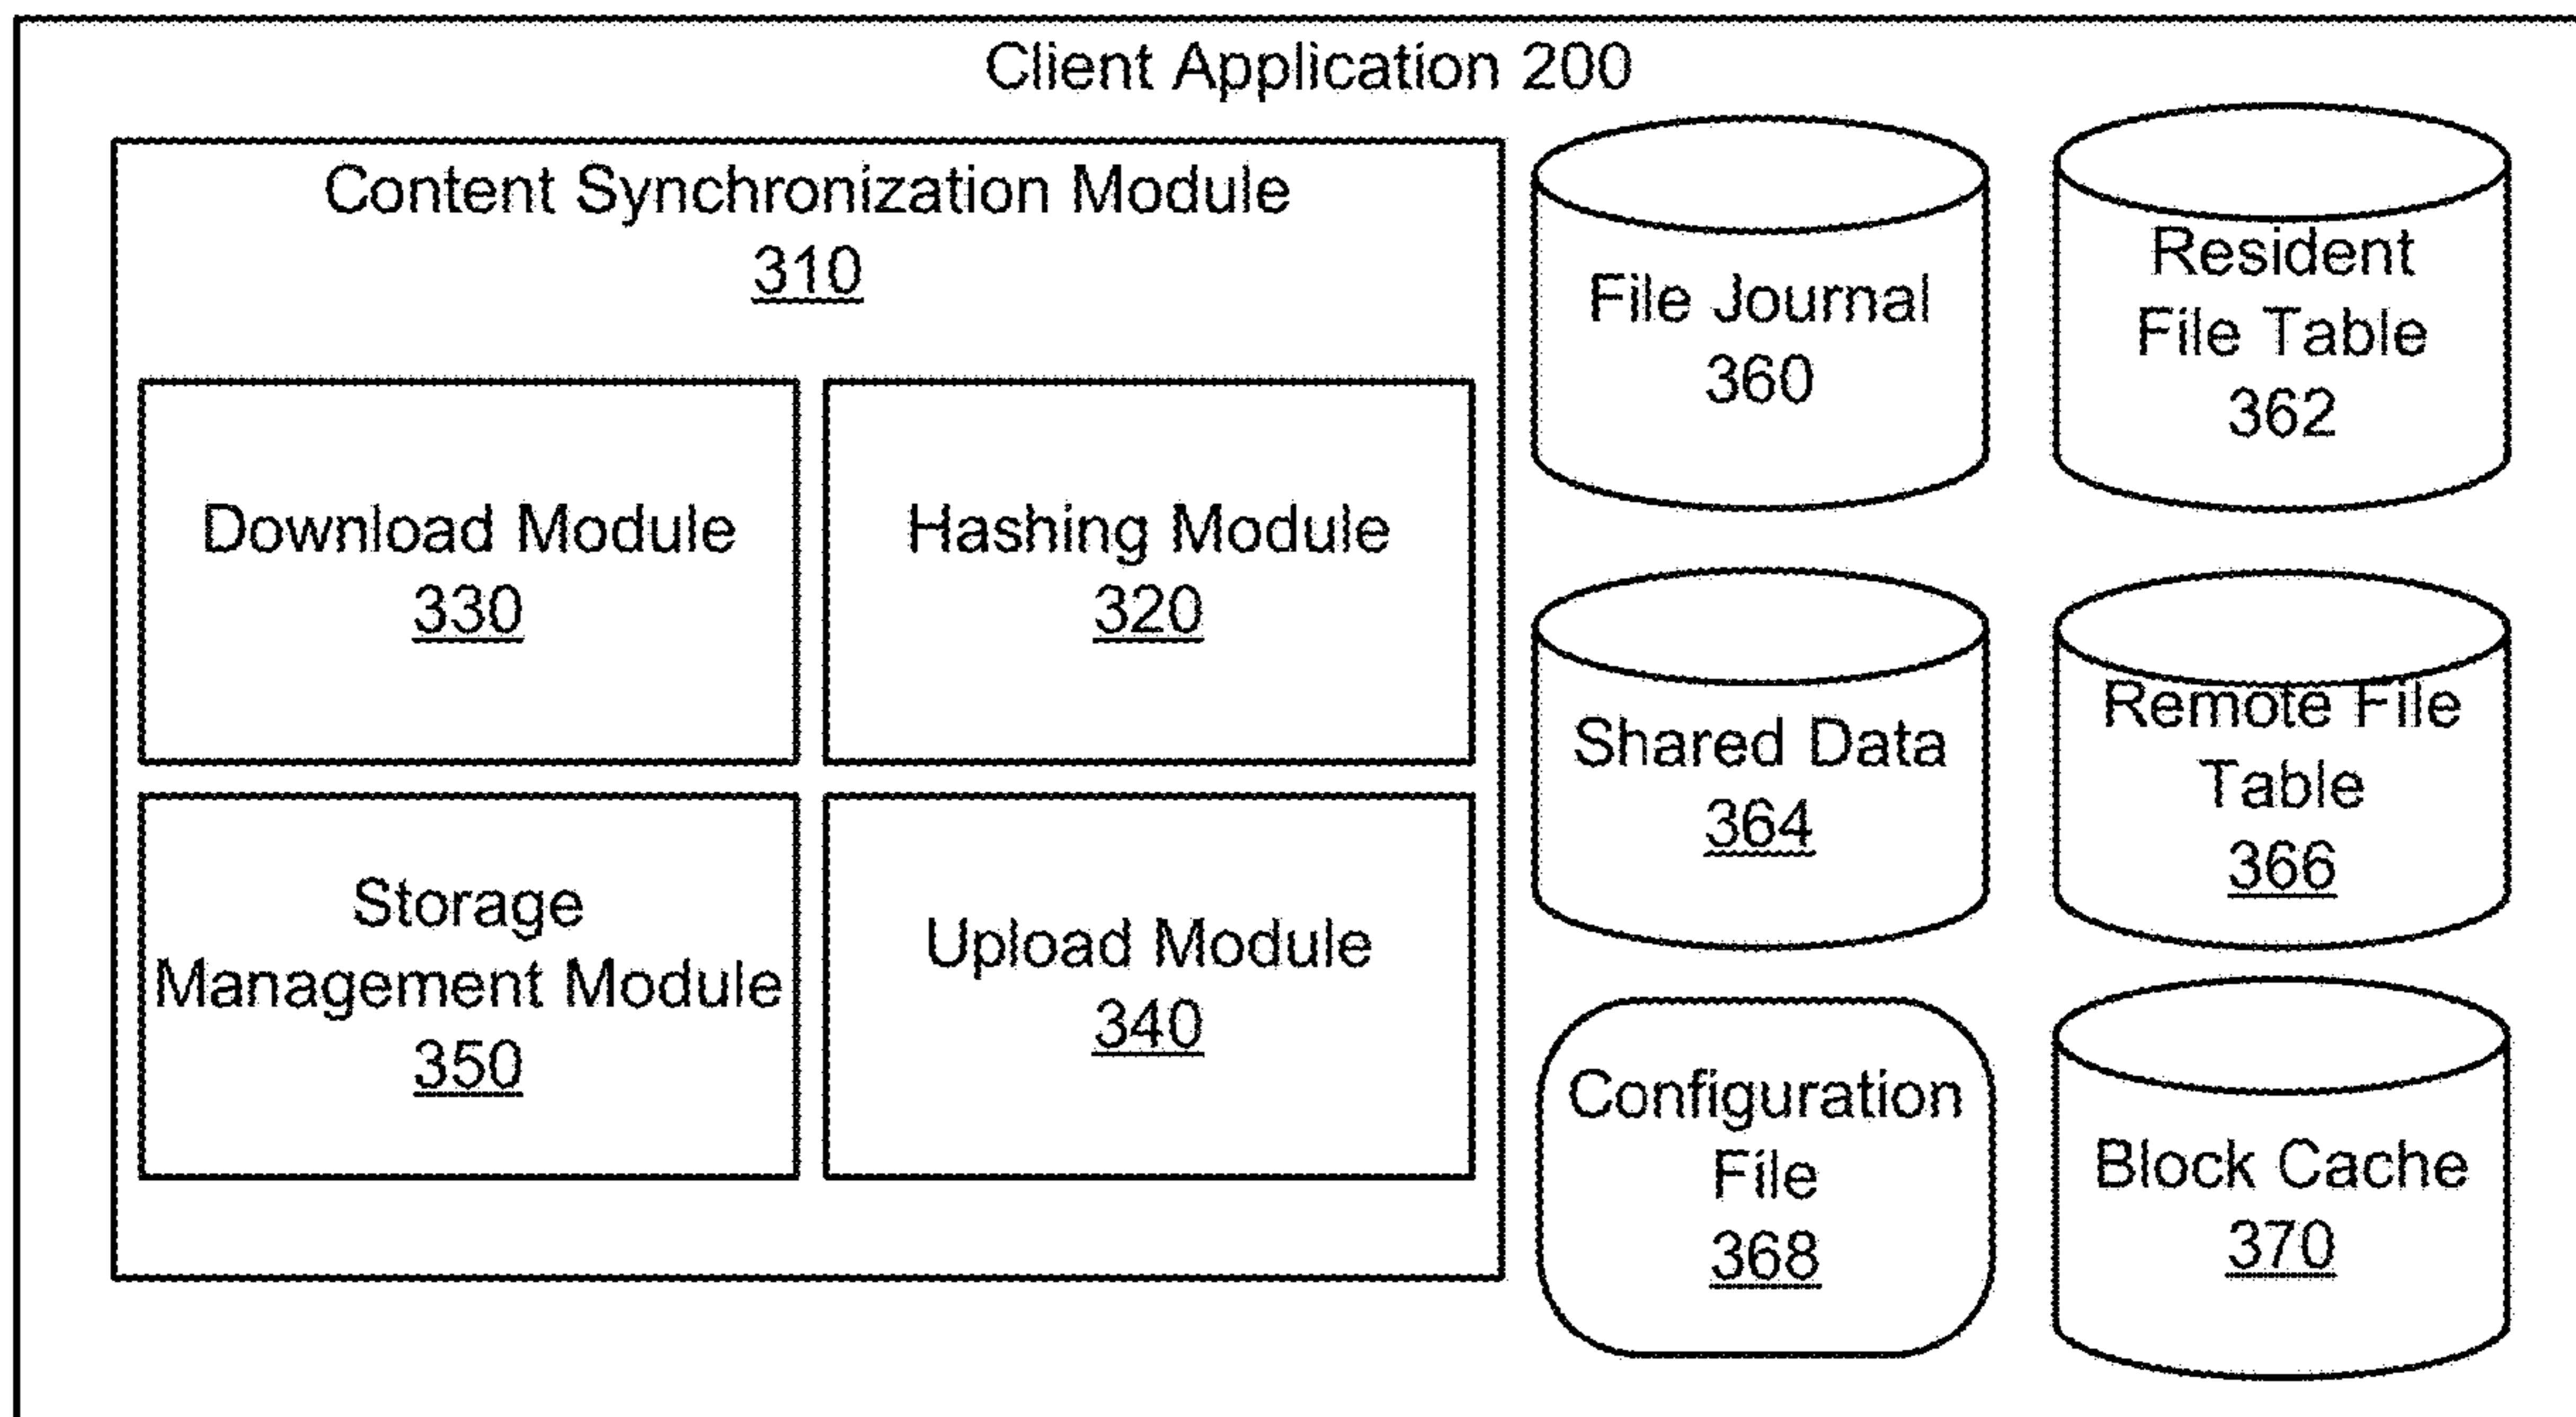 Client Application 200
Content Synchronization Module
310
Download Module
330
Hashing Module
320
Storage
Management Module
350
Upload Module
340
File Journal
360
Resident
File Table
362
Shared Data
364
Remote File
Table
366
Configuration
File
368
Block Cache
370